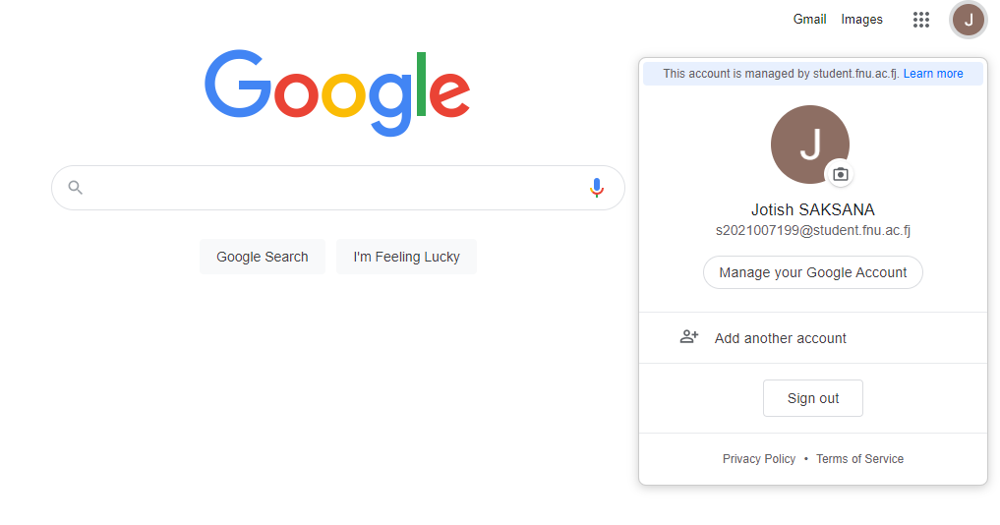 Gmail Images
J
Google
Google Search I'm Feeling Lucky
This account is managed by student.fnu.ac.fj. Learn more
J
Jotish SAKSANA
s2021007199@student.fnu.ac.fj
Manage your Google Account
Add another account
Sign out
Privacy Policy • Terms of Service